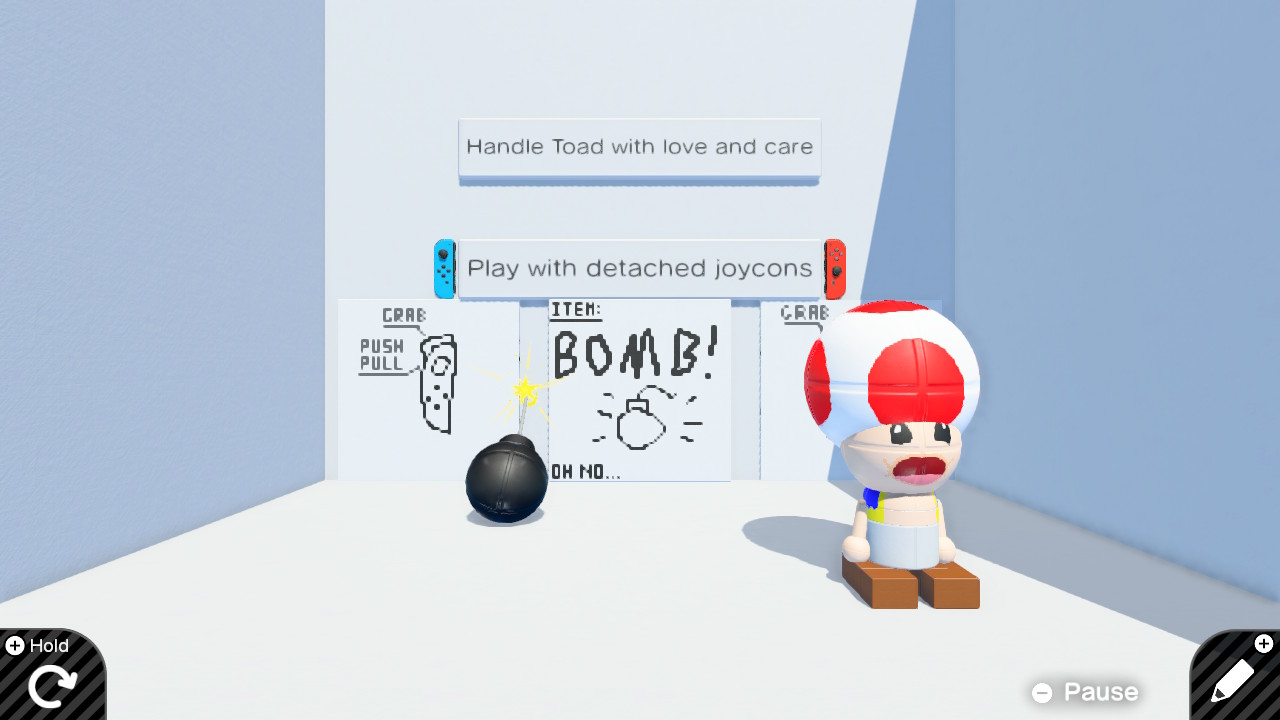 Handle Toad with love and care
Play with detached joycons
GRAB
PUSH
PULL
ITEM:
BOMB!
OH NO...
GRAB
Hold
Pause